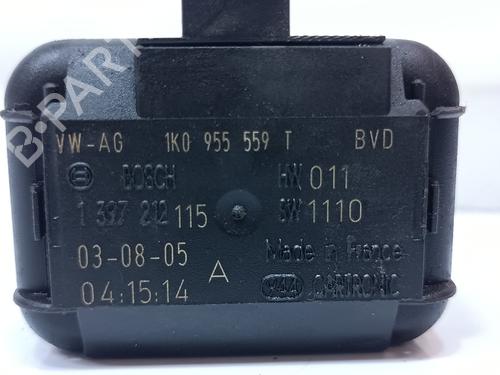 B-PARTS
VW-AG 1K0 955 559 T BVD
BOSCH HW 011
1 397 212 115 SW 1110
03-08-05 Made in France
04:15:14 A CARTRONIC